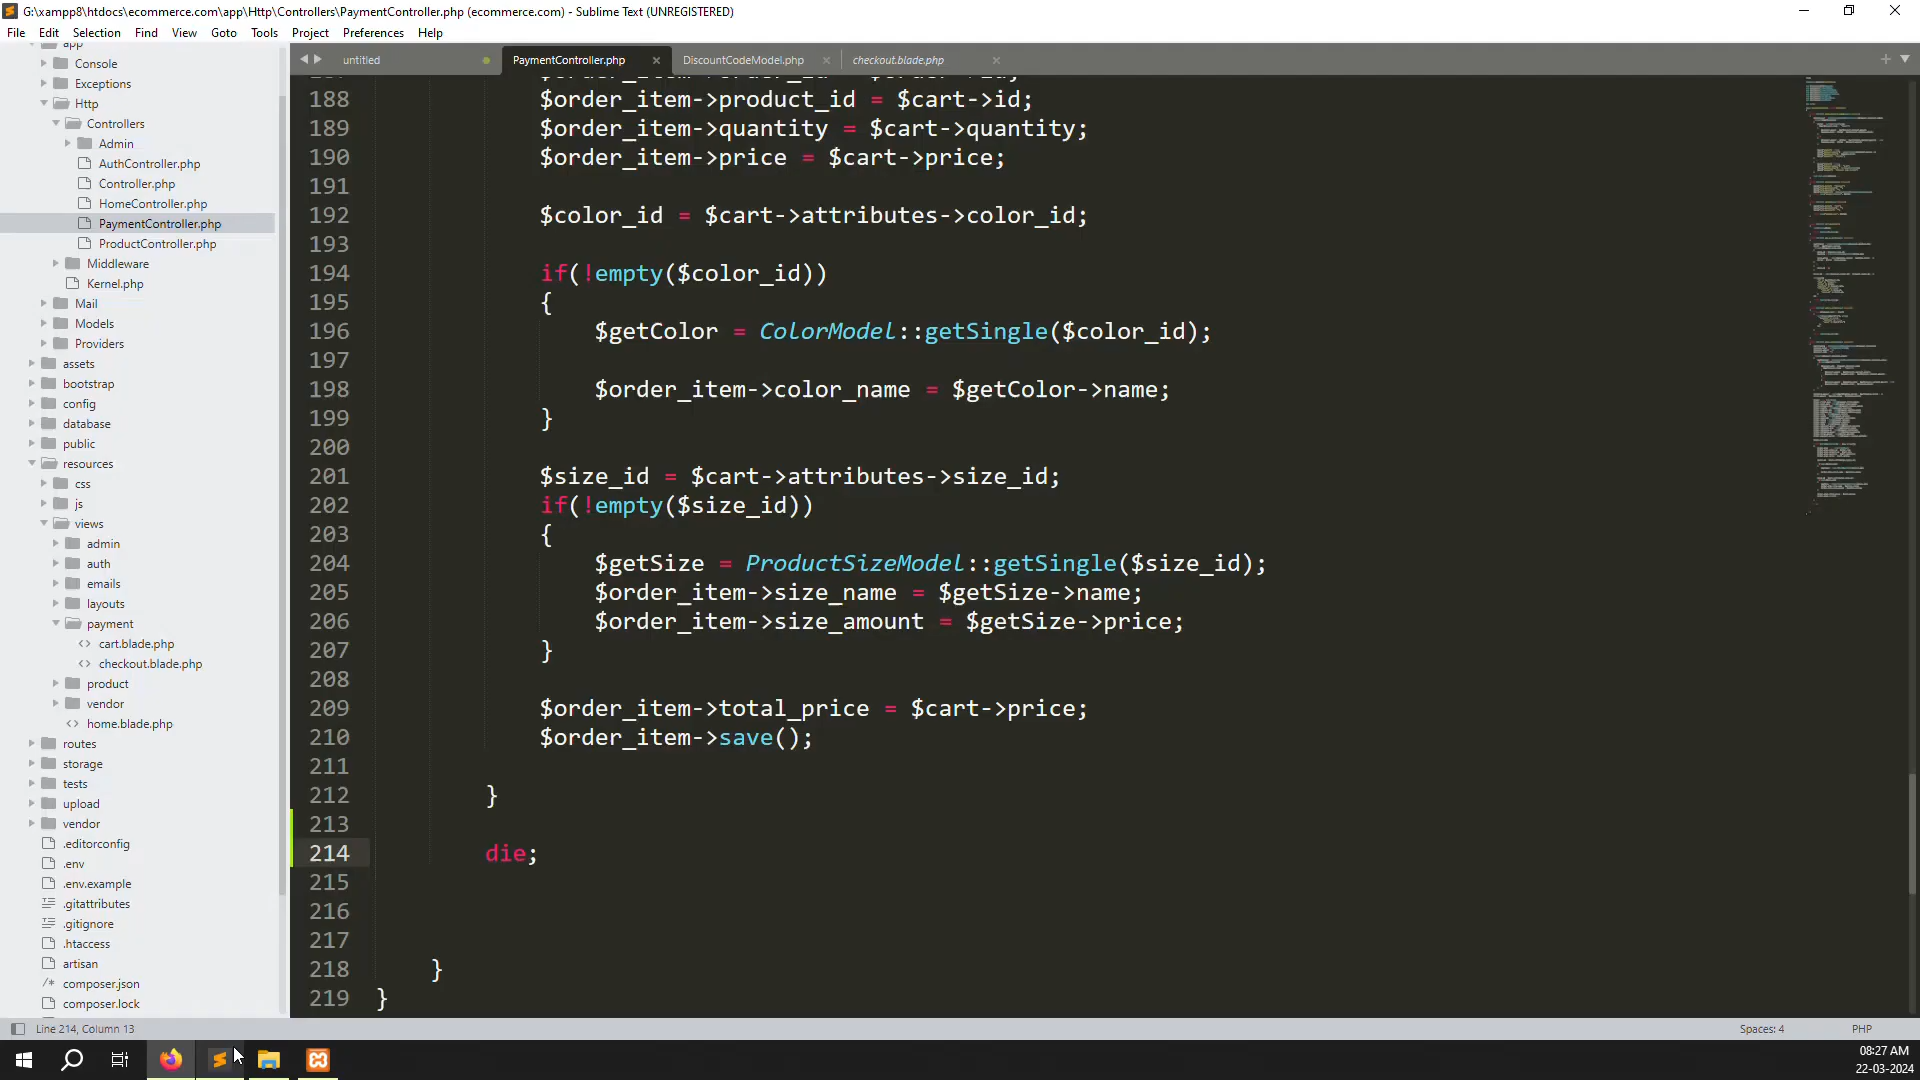 G:\xampp8\htdocs\ecommerce.com\app\Http\Controllers\PaymentController.php (ecommerce.com) - Sublime Text (UNREGISTERED)
File Edit Selection Find View Goto Tools Project Preferences Help
app
Console
Exceptions
Http
Controllers
Admin
AuthController.php
Controller.php
HomeController.php
PaymentController.php
ProductController.php
Middleware
Kernel.php
Mail
Models
Providers
assets
bootstrap
config
database
public
resources
css
js
views
admin
auth
emails
layouts
payment
cart.blade.php
checkout.blade.php
product
vendor
home.blade.php
routes
storage
tests
upload
vendor
.editorconfig
.env
.env.example
.gitattributes
.gitignore
.htaccess
artisan
composer.json
composer.lock
untitled PaymentController.php DiscountCodeModel.php checkout.blade.php
188 $order_item->product_id = $cart->id;
189 $order_item->quantity = $cart->quantity;
190 $order_item->price = $cart->price;
191
192 $color_id = $cart->attributes->color_id;
193
194 if(!empty($color_id))
195 {
196 $getColor = ColorModel::getSingle($color_id);
197
198 $order_item->color_name = $getColor->name;
199 }
200
201 $size_id = $cart->attributes->size_id;
202 if(!empty($size_id))
203 {
204 $getSize = ProductSizeModel::getSingle($size_id);
205 $order_item->size_name = $getSize->name;
206 $order_item->size_amount = $getSize->price;
207 }
208
209 $order_item->total_price = $cart->price;
210 $order_item->save();
211
212 }
213
214 die;
215
216
217
218 }
219 }
Line 214, Column 13
Spaces: 4 PHP
08:27 AM
22-03-2024